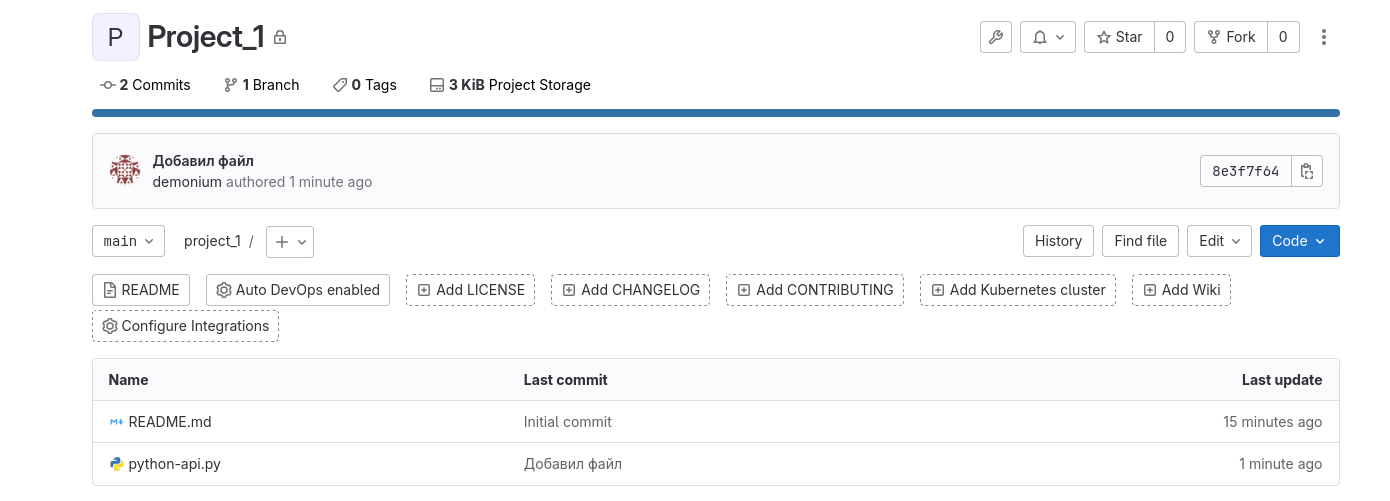 P Project_1 Star 0 Fork 0
2 Commits 1 Branch 0 Tags 3 KiB Project Storage
Добавил файл
demonium authored 1 minute ago
8e3f7f64
main project_1 / History Find file Edit Code
README Auto DevOps enabled Add LICENSE Add CHANGELOG Add CONTRIBUTING Add Kubernetes cluster Add Wiki
Configure Integrations
Name Last commit Last update
README.md Initial commit 15 minutes ago
python-api.py Добавил файл 1 minute ago